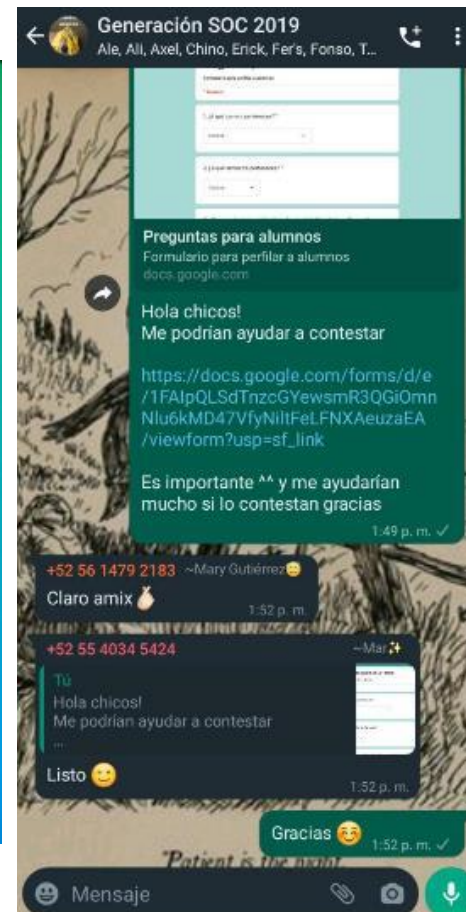 Generación SOC 2019
Ale, Ali, Axel, Chino, Erick, Fer's, Fonso, T...
Preguntas para alumnos
Formulario para perfilar a alumnos
docs.google.com
Hola chicos!
Me podrían ayudar a contestar
https://docs.google.com/forms/d/e
/1FAIpQLSdTnzcGYewsmR3QGiOmn
Nlu6kMD47VfyNiltFeLFNXAeuzaEA
/viewform?usp=sf_link
Es importante ^^ y me ayudarían
mucho si lo contestan gracias
1:49 p. m.
+52 56 1479 2183 ~Mary Gutiérrez😇
Claro amix 🫰🏻
1:52 p. m.
+52 55 4034 5424 ~Mar✨
Tú
Hola chicos!
Me podrían ayudar a contestar
...
Listo 🙂
1:52 p. m.
Gracias ☺️ 1:52 p. m.
"Patient is the night
Mensaje